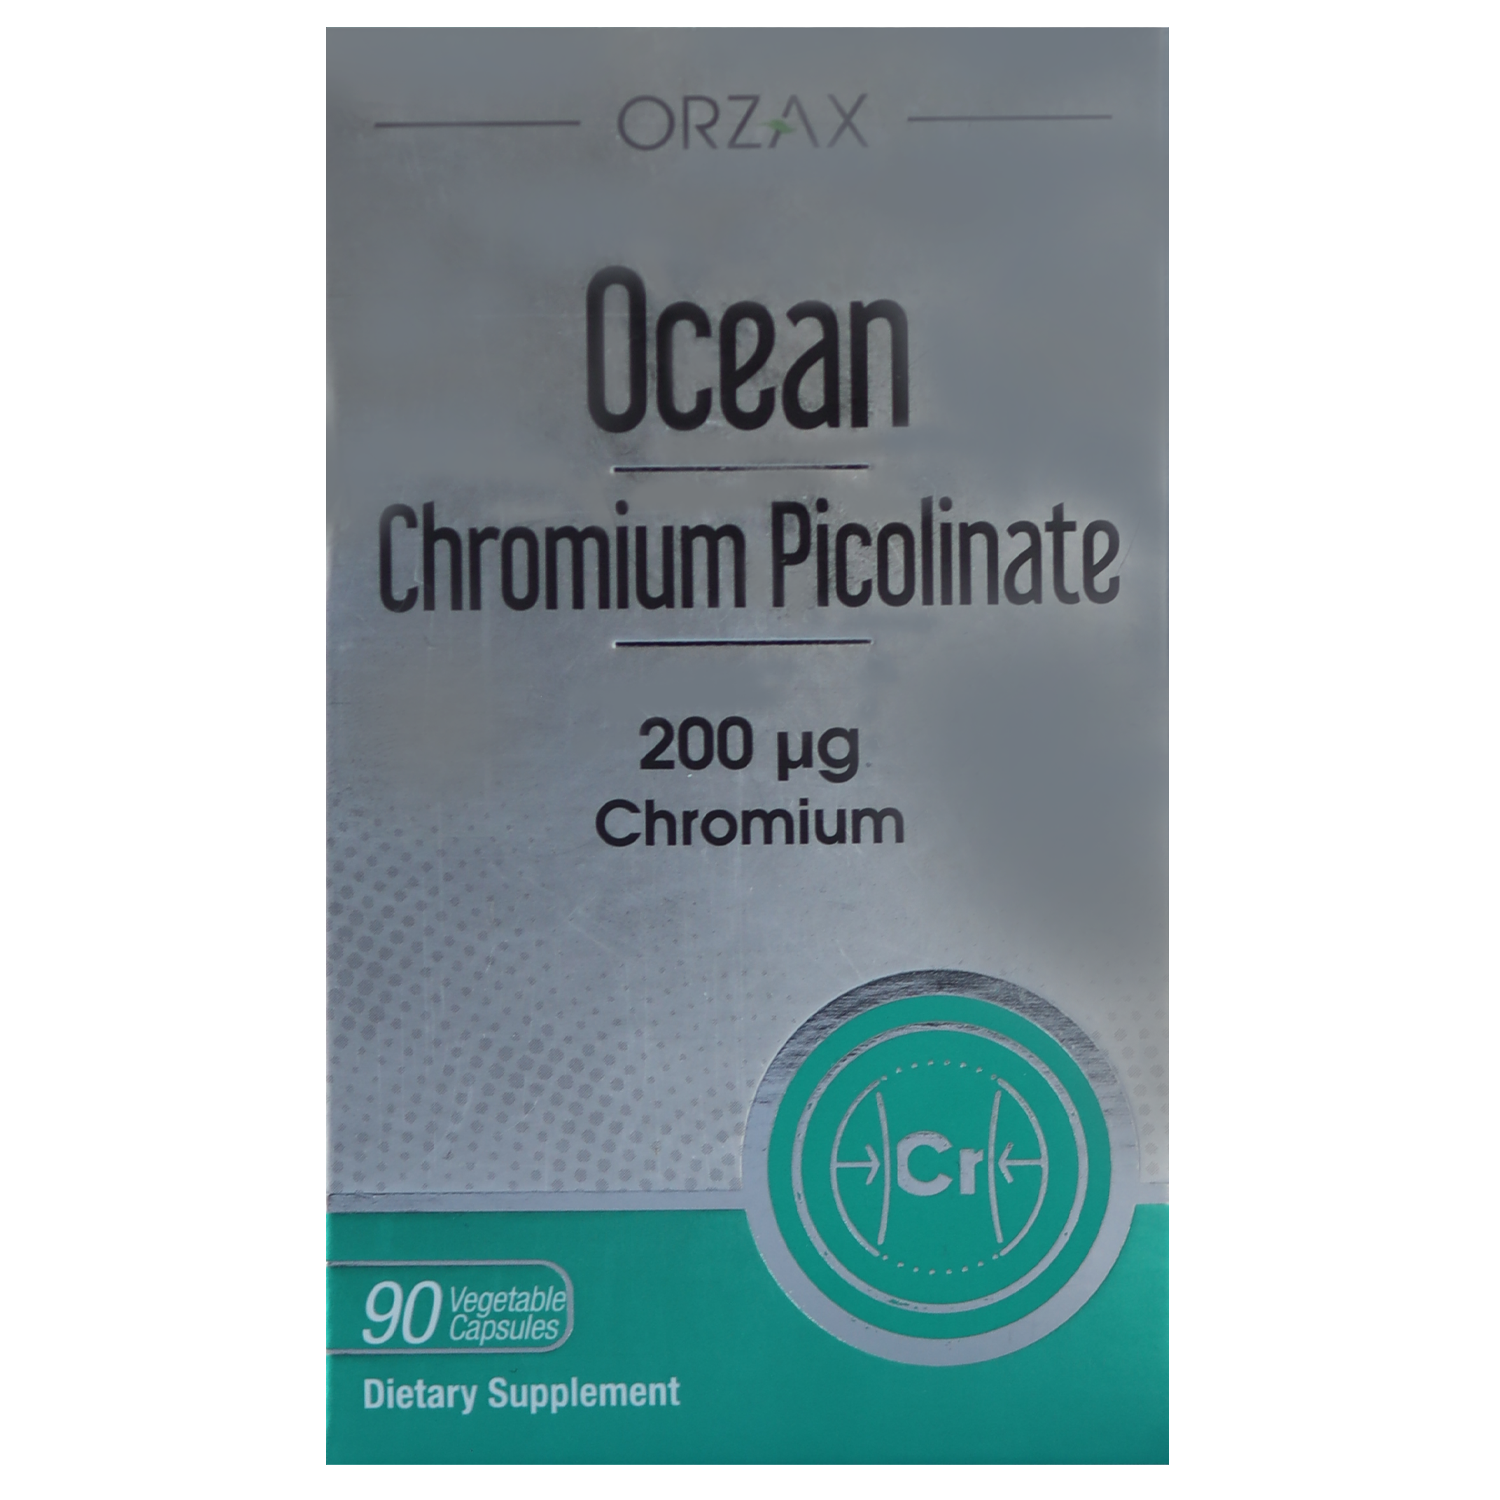 ORZAX
Ocean
Chromium Picolinate
200 µg
Chromium
Cr
90 Vegetable
Capsules
Dietary Supplement